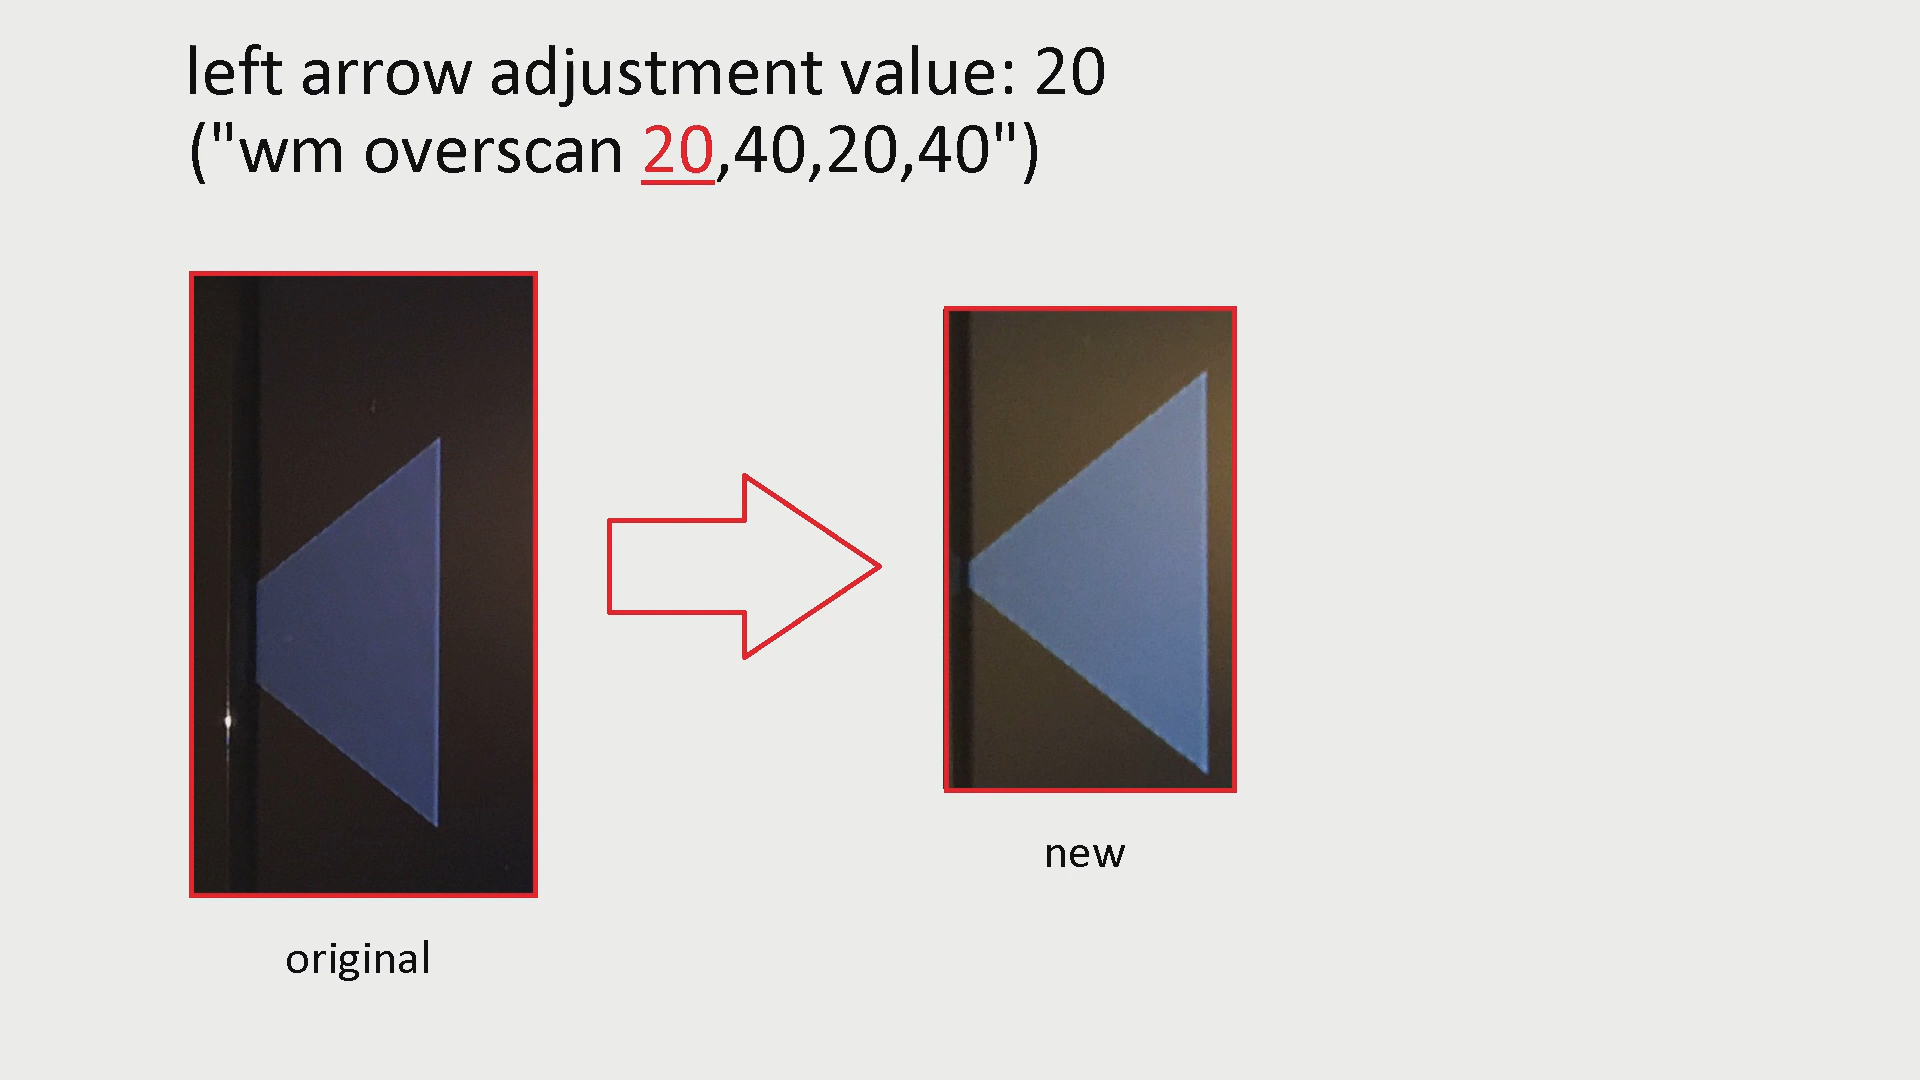 left arrow adjustment value: 20
("wm overscan 20,40,20,40")
new
original